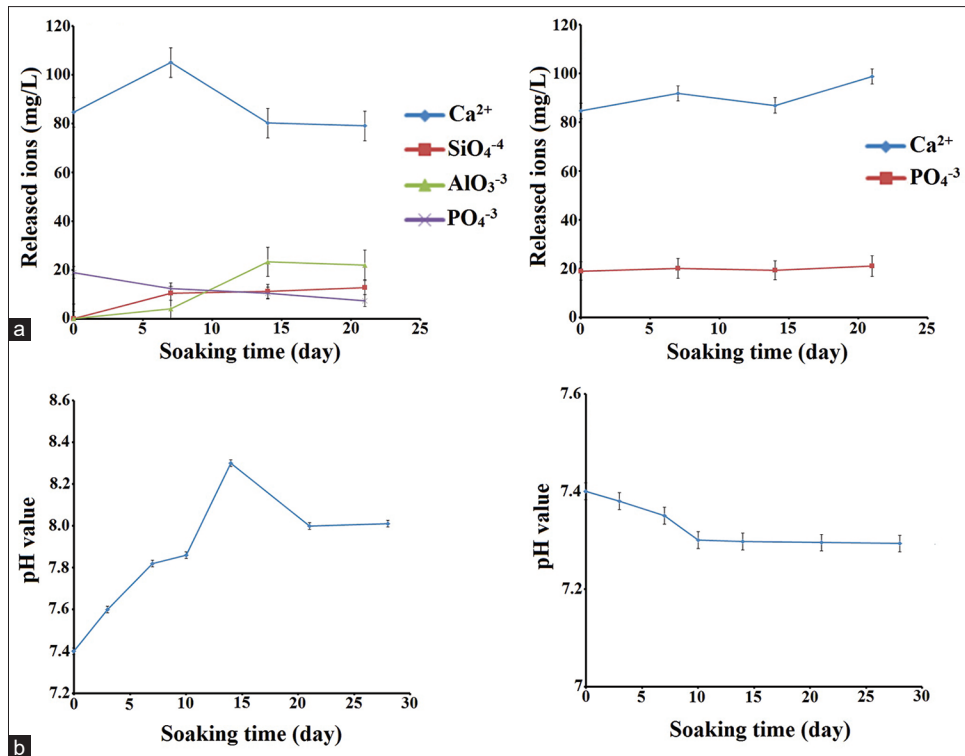 120
100
80
60
40
20
0
Released ions (mg/L)
0 5 10 15 20 25
Soaking time (day)
Ca²⁺
SiO₄⁻⁴
AlO₃⁻³
PO₄⁻³
a
120
100
80
60
40
20
0
Released ions (mg/L)
0 5 10 15 20 25
Soaking time (day)
Ca²⁺
PO₄⁻³
8.6
8.4
8.2
8.0
7.8
7.6
7.4
7.2
pH value
0 5 10 15 20 25 30
Soaking time (day)
b
7.6
7.4
7.2
7
pH value
0 5 10 15 20 25 30
Soaking time (day)